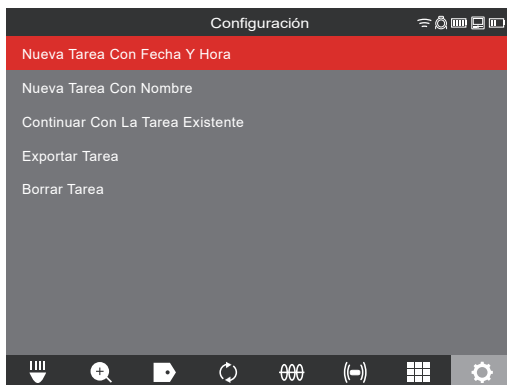 Configuración
Nueva Tarea Con Fecha Y Hora
Nueva Tarea Con Nombre
Continuar Con La Tarea Existente
Exportar Tarea
Borrar Tarea